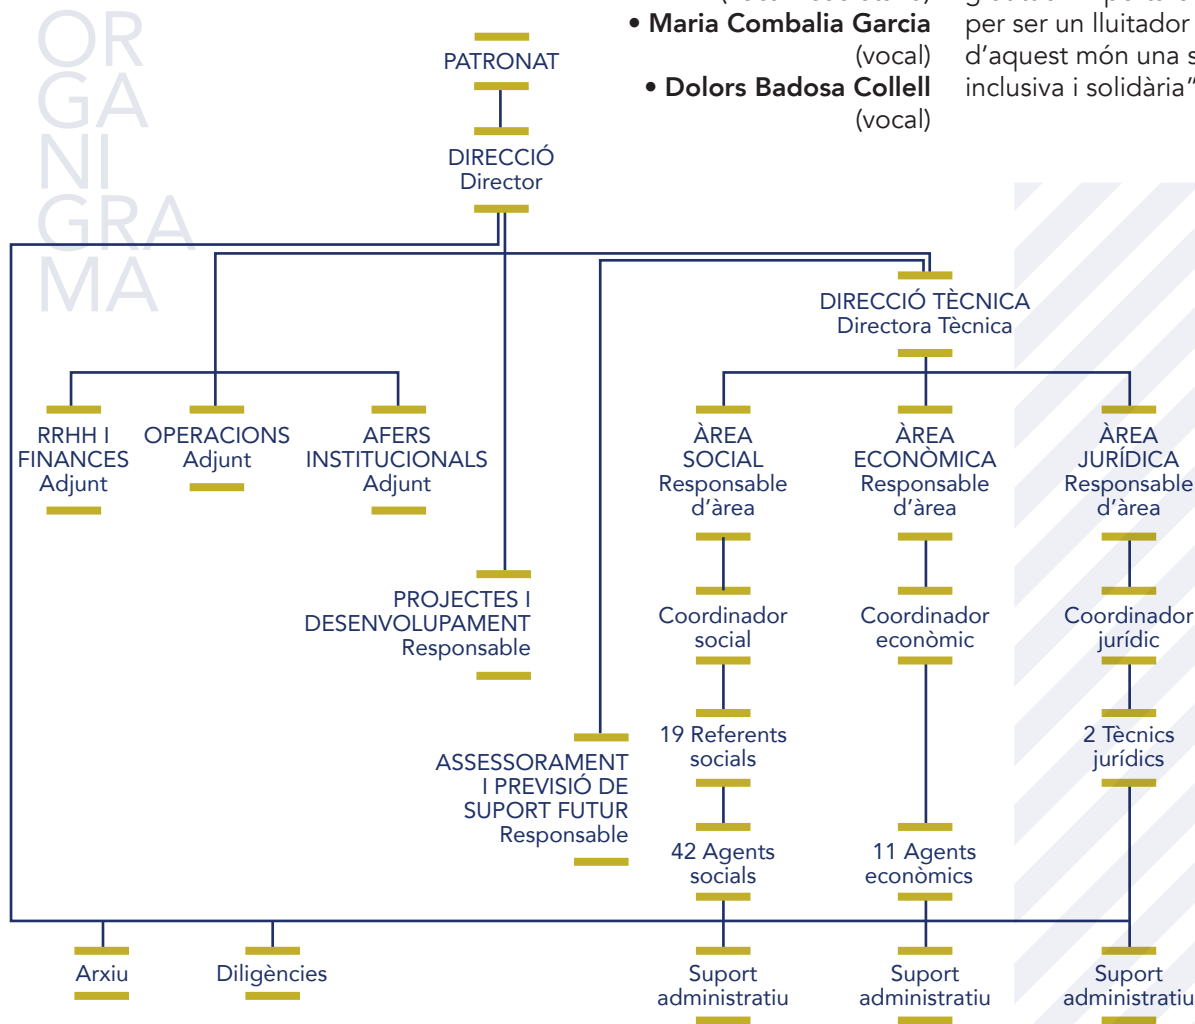 OR
GA
NI
GRA
MA
• Maria Combalia Garcia
(vocal)
• Dolors Badosa Collell
(vocal)
per ser un lluitador
d’aquest món una s
inclusiva i solidària”
PATRONAT
DIRECCIÓ
Director
DIRECCIÓ TÈCNICA
Directora Tècnica
RRHH I
FINANCES
Adjunt
OPERACIONS
Adjunt
AFERS
INSTITUCIONALS
Adjunt
ÀREA
SOCIAL
Responsable
d’àrea
ÀREA
ECONÒMICA
Responsable
d’àrea
ÀREA
JURÍDICA
Responsable
d’àrea
PROJECTES I
DESENVOLUPAMENT
Responsable
Coordinador
social
Coordinador
econòmic
Coordinador
jurídic
ASSESSORAMENT
I PREVISIÓ DE
SUPORT FUTUR
Responsable
19 Referents
socials
2 Tècnics
jurídics
42 Agents
socials
11 Agents
econòmics
Arxiu
Diligències
Suport
administratiu
Suport
administratiu
Suport
administratiu